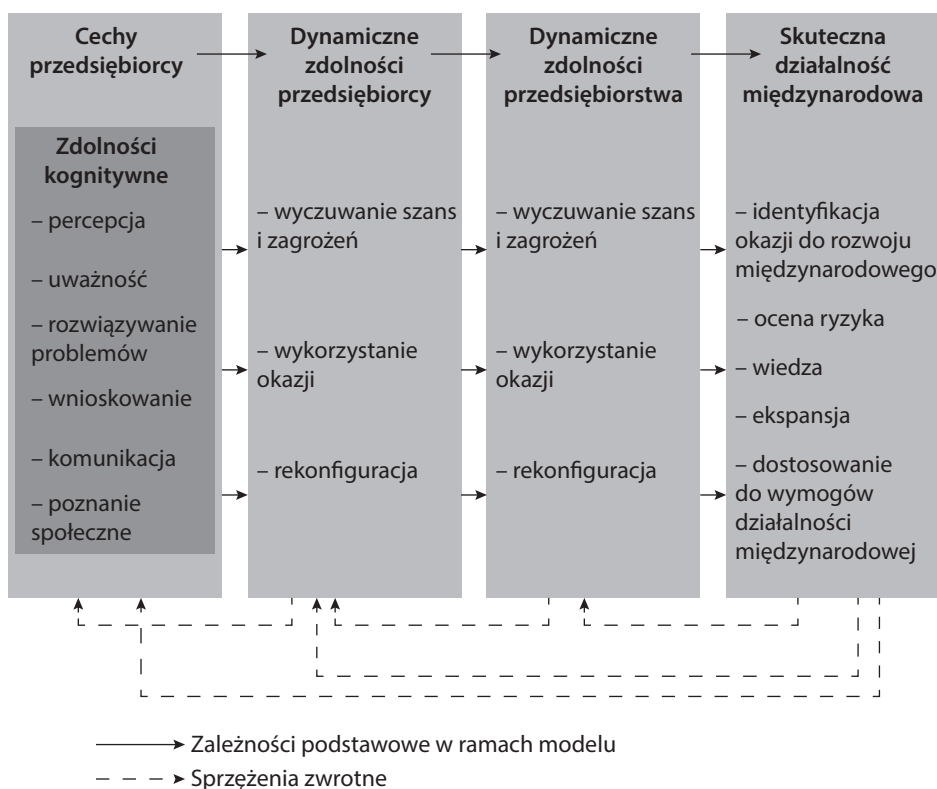 Cechy
przedsiębiorcy
Zdolności
kognitywne
– percepcja
– uważność
– rozwiązywanie
problemów
– wnioskowanie
– komunikacja
– poznanie
społeczne
Dynamiczne
zdolności
przedsiębiorcy
– wyczuwanie szans
i zagrożeń
– wykorzystanie
okazji
– rekonfiguracja
Dynamiczne
zdolności
przedsiębiorstwa
– wyczuwanie szans
i zagrożeń
– wykorzystanie
okazji
– rekonfiguracja
Skuteczna
działalność
międzynarodowa
– identyfikacja
okazji do rozwoju
międzynarodowego
– ocena ryzyka
– wiedza
– ekspansja
– dostosowanie
do wymogów
działalności
międzynarodowej
Zależności podstawowe w ramach modelu
Sprzężenia zwrotne